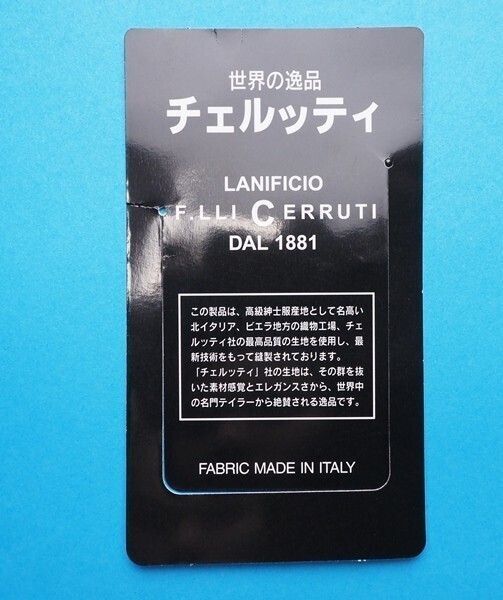 世界の逸品
チェルッティ
LANIFICIO
F.LLI CERRUTI
DAL 1881
この製品は、高級紳士服産地として名高い
北イタリア、ビエラ地方の織物工場、チェ
ルッティ社の最高品質の生地を使用し、最
新技術をもって縫製されております。
「チェルッティ」社の生地は、その群を抜
いた素材感覚とエレガンスさから、世界中
の名門テイラーから絶賛される逸品です。
FABRIC MADE IN ITALY